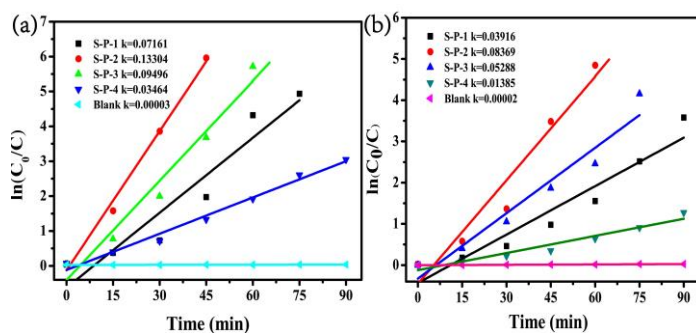 (a)
S-P-1 k=0.07161
S-P-2 k=0.13304
S-P-3 k=0.09496
S-P-4 k=0.03464
Blank k=0.00003
ln(C0/C)
6
5
4
3
2
1
0
0 15 30 45 60 75 90
Time (min)
(b)
S-P-1 k=0.03916
S-P-2 k=0.08369
S-P-3 k=0.05288
S-P-4 k=0.01385
Blank k=0.00002
ln(C0/C)
5
4
3
2
1
0
0 15 30 45 60 75 90
Time (min)